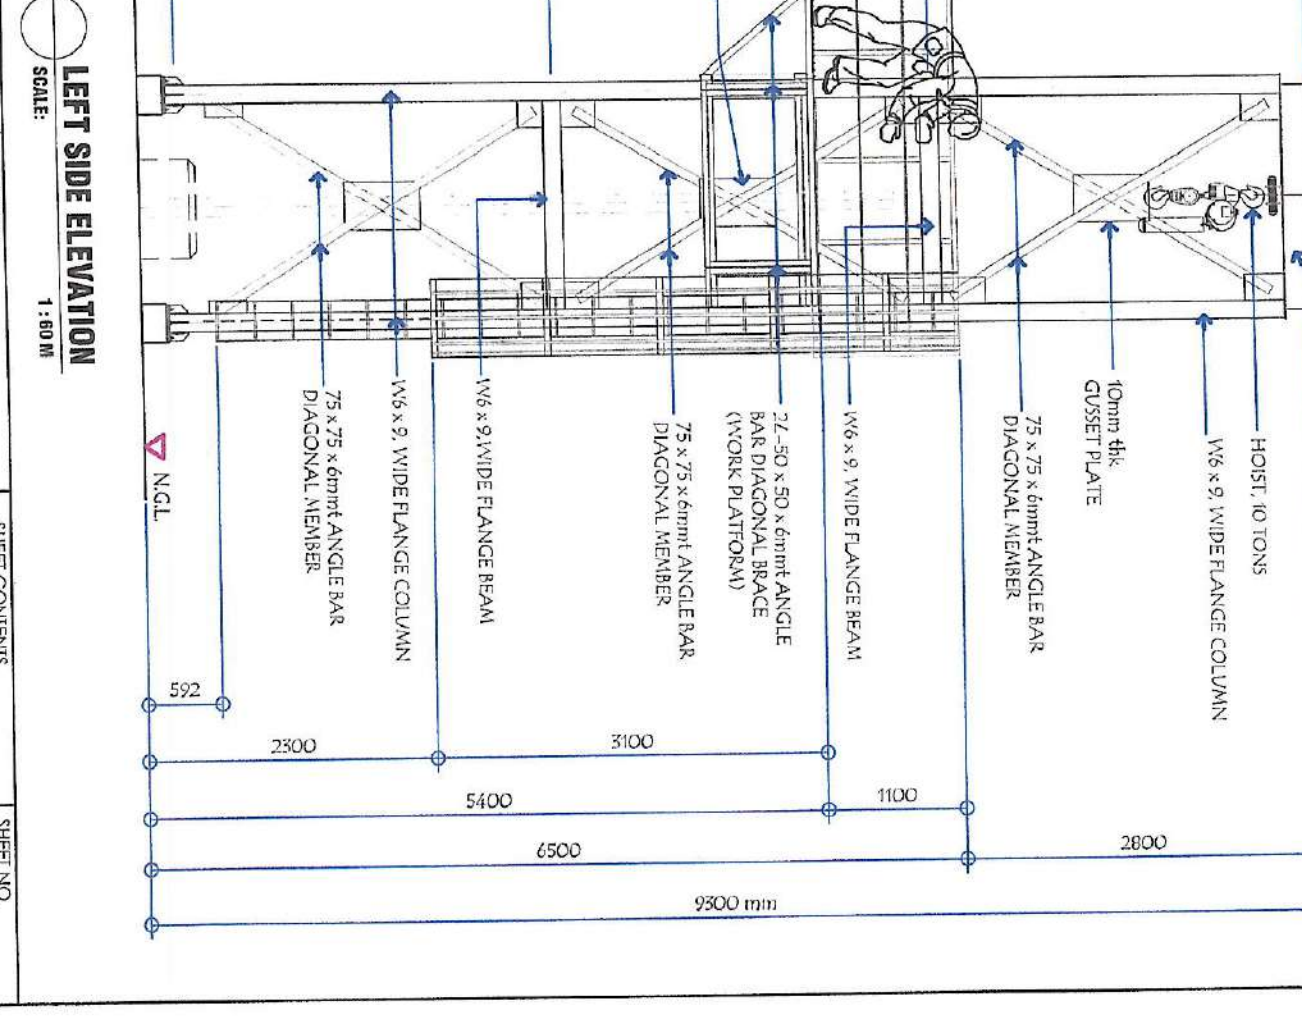 HOIST, 10 TONS
W6 x 9, WIDE FLANGE COLUMN
10mm thk
GUSSET PLATE
75 x 75 x 6mmt ANGLE BAR
DIAGONAL MEMBER
W6 x 9, WIDE FLANGE BEAM
2L-50 x 50 x 6mmt ANGLE
BAR DIAGONAL BRACE
(WORK PLATFORM)
75 x 75 x 6mmt ANGLE BAR
DIAGONAL MEMBER
W6 x 9,WIDE FLANGE BEAM
W6 x 9, WIDE FLANGE COLUMN
75 x 75 x 6mmt ANGLE BAR
DIAGONAL MEMBER
N.G.L.
592
2300
3100
5400
1100
6500
2800
9300 mm
LEFT SIDE ELEVATION
SCALE:
1 : 60 M
SHEET CONTENTS
SHEET NO.